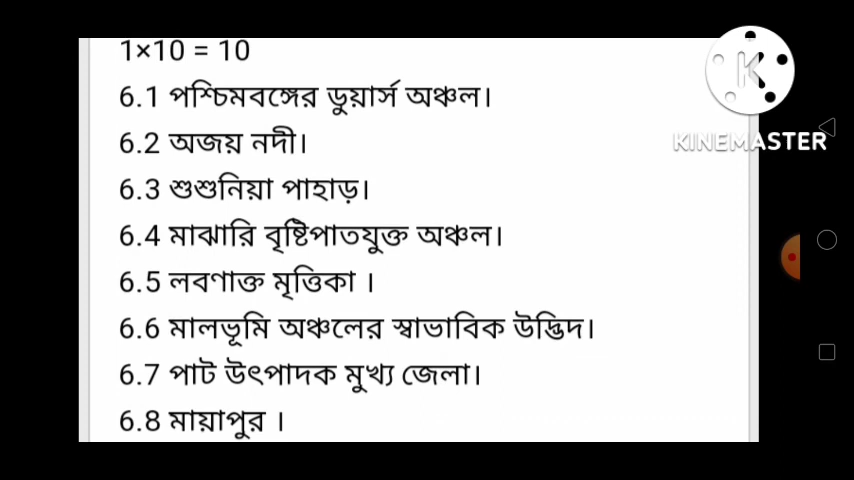 1×10 = 10
6.1 পশ্চিমবঙ্গের ডুয়ার্স অঞ্চল।
6.2 অজয় নদী।
6.3 শুশুনিয়া পাহাড়।
6.4 মাঝারি বৃষ্টিপাতযুক্ত অঞ্চল।
6.5 লবণাক্ত মৃত্তিকা ।
6.6 মালভূমি অঞ্চলের স্বাভাবিক উদ্ভিদ।
6.7 পাট উৎপাদক মুখ্য জেলা।
6.8 মায়াপুর ।
K
KINEMASTER